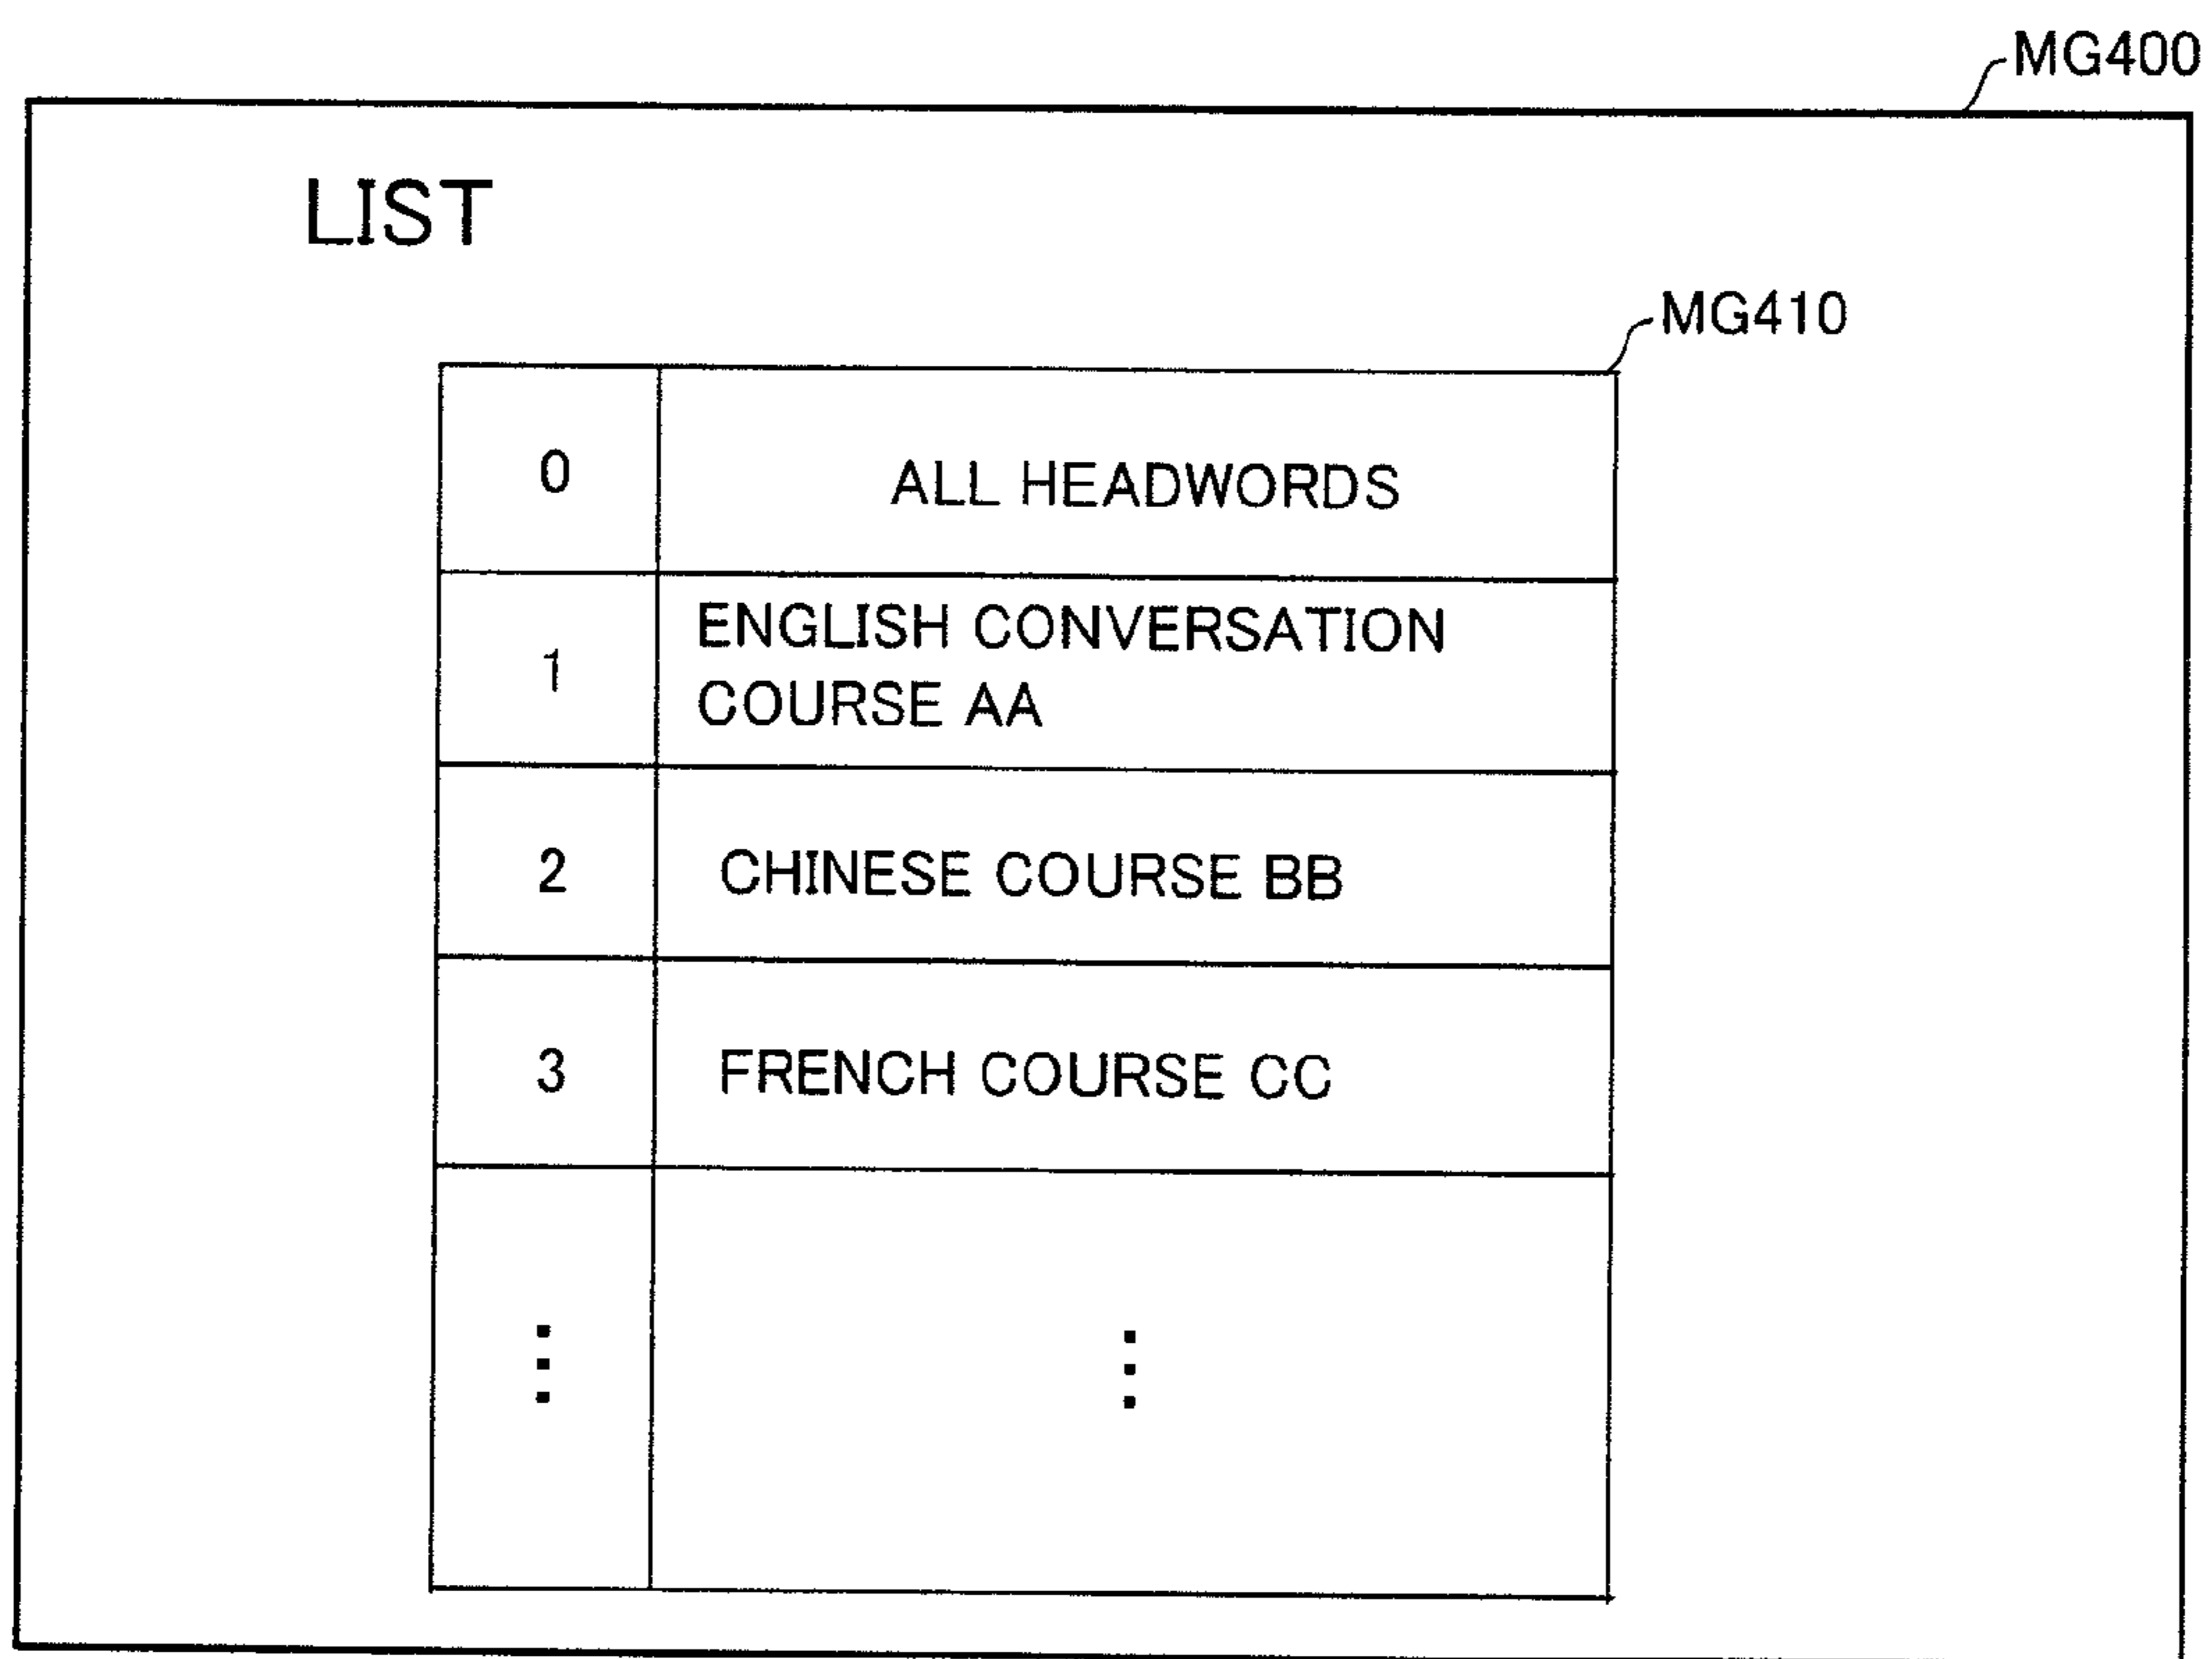 MG400
LIST
MG410
0 ALL HEADWORDS
1 ENGLISH CONVERSATION
COURSE AA
2 CHINESE COURSE BB
3 FRENCH COURSE CC
⋮ ⋮